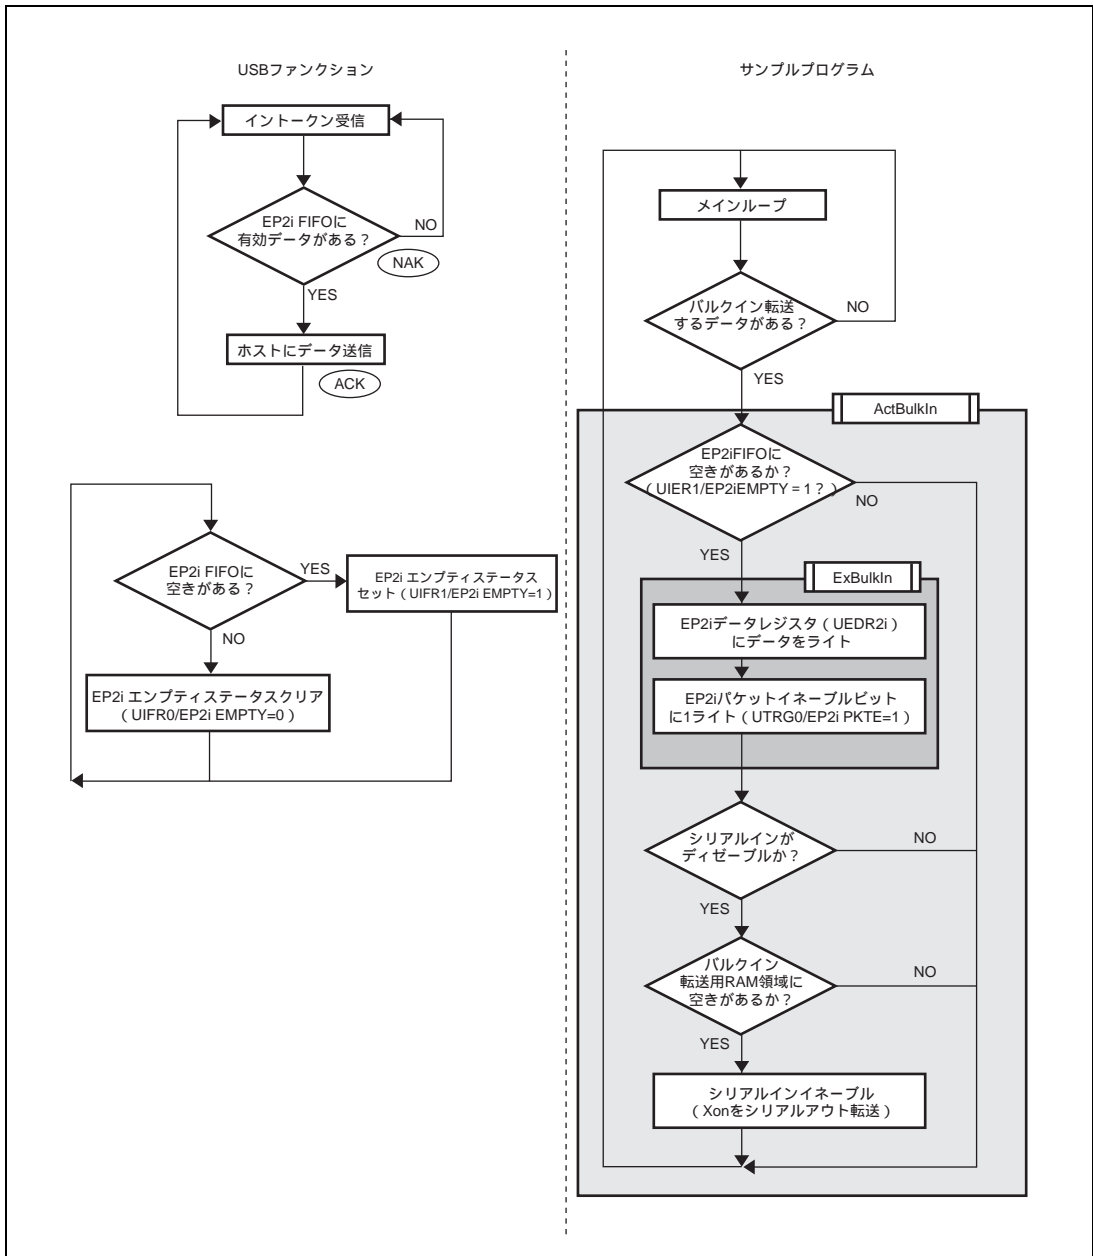 USBファンクション
イントークン受信
EP2i FIFOに
有効データがある？
NO
NAK
YES
ホストにデータ送信
ACK
EP2i FIFOに
空きがある？
YES
EP2i エンプティステータス
セット（UIFR1/EP2i EMPTY=1）
NO
EP2i エンプティステータスクリア
（UIFR0/EP2i EMPTY=0）
サンプルプログラム
メインループ
バルクイン転送
するデータがある？
NO
YES
ActBulkIn
EP2iFIFOに
空きがあるか？
（UIER1/EP2iEMPTY = 1？）
NO
YES
ExBulkIn
EP2iデータレジスタ（UEDR2i）
にデータをライト
EP2iパケットイネーブルビット
に1ライト（UTRG0/EP2i PKTE=1）
シリアルインが
ディゼーブルか？
NO
YES
バルクイン
転送用RAM領域に
空きがあるか？
NO
YES
シリアルインイネーブル
（Xonをシリアルアウト転送）